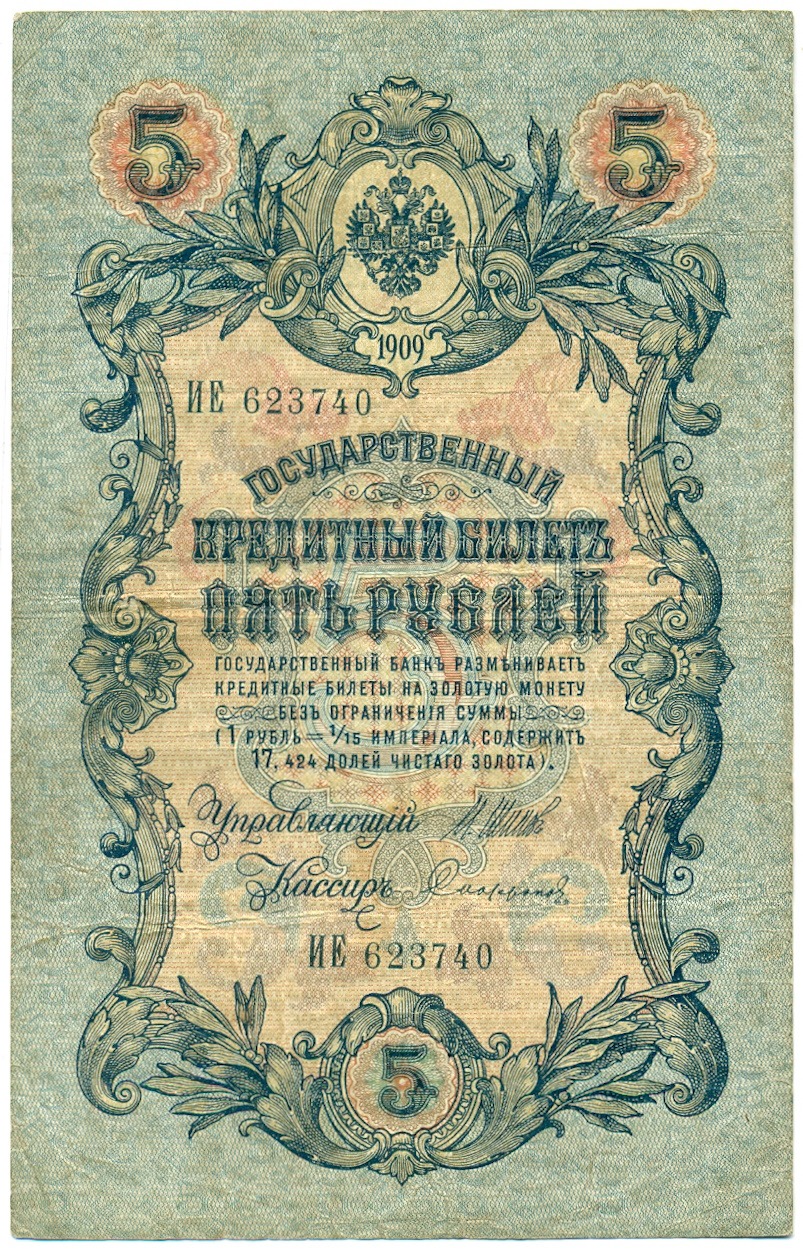 5 5
1909
ИЕ 623740
ГОСУДАРСТВЕННЫЙ
КРЕДИТНЫЙ БИЛЕТЪ
ПЯТЬ РУБЛЕЙ
5
ГОСУДАРСТВЕННЫЙ БАНКЪ РАЗМѢНИВАЕТЪ
КРЕДИТНЫЕ БИЛЕТЫ НА ЗОЛОТУЮ МОНЕТУ
БЕЗЪ ОГРАНИЧЕНІЯ СУММЫ
(1 РУБЛЬ = 1/15 ИМПЕРІАЛА, СОДЕРЖИТЪ
17, 424 ДОЛЕЙ ЧИСТАГО ЗОЛОТА).
Управляющій
Кассиръ
ИЕ 623740
5